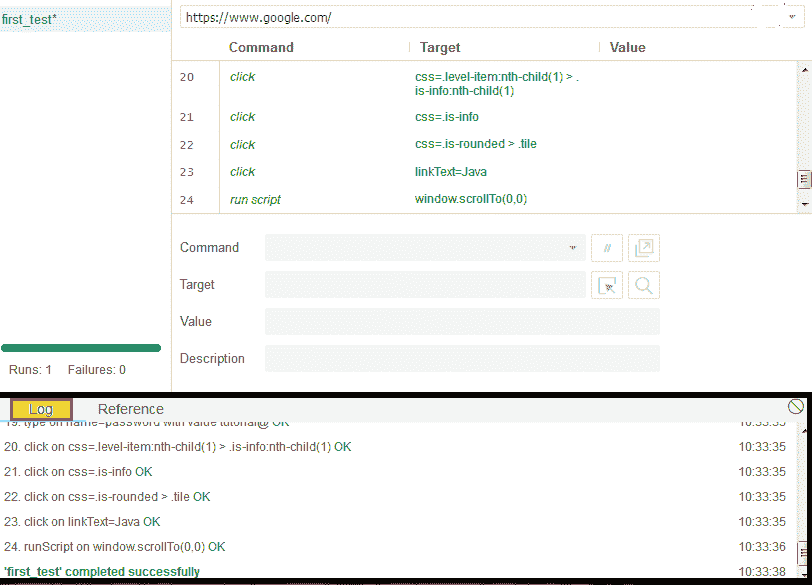 first_test*
https://www.google.com/
Command Target Value
20 click css=.level-item:nth-child(1) > .
is-info:nth-child(1)
21 click css=.is-info
22 click css=.is-rounded > .tile
23 click linkText=Java
24 run script window.scrollTo(0,0)
Command //
Target
Value
Description
Runs: 1 Failures: 0
Log Reference
19. type on name=password with value tutorial@ OK 10:33:35
20. click on css=.level-item:nth-child(1) > .is-info:nth-child(1) OK 10:33:35
21. click on css=.is-info OK 10:33:35
22. click on css=.is-rounded > .tile OK 10:33:35
23. click on linkText=Java OK 10:33:35
24. runScript on window.scrollTo(0,0) OK 10:33:36
'first_test' completed successfully 10:33:38